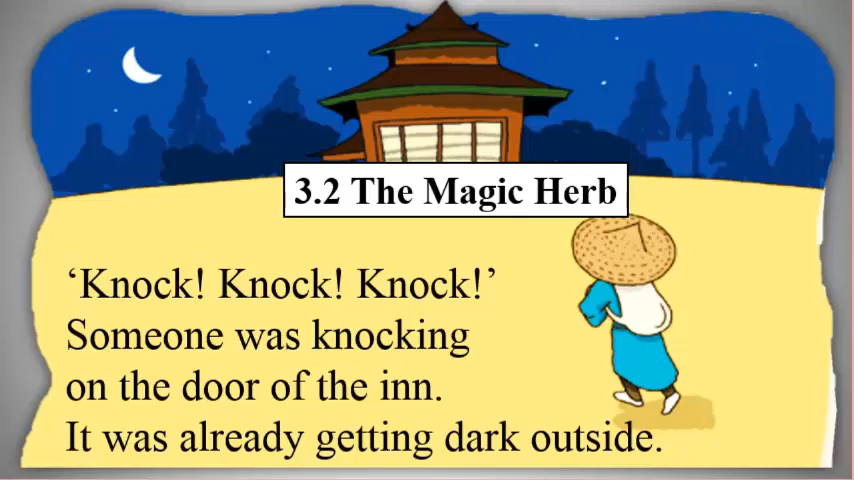 3.2 The Magic Herb
‘Knock! Knock! Knock!’
Someone was knocking
on the door of the inn.
It was already getting dark outside.